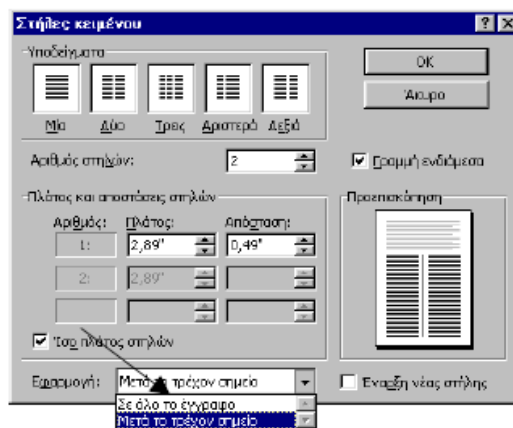 Στήλες κειμένου
Υποδείγματα
Μία Δύο Τρεις Αριστερά Δεξιά
OK
Άκυρο
Αριθμός στηλών: 2
Γραμμή ενδιάμεσα
Πλάτος και αποστάσεις στηλών
Αριθμός: Πλάτος: Απόσταση:
1: 2,89" 0,49"
2: 2,89"
Ίσο πλάτος στηλών
Προεπισκόπηση
Εφαρμογή: Μετά το τρέχον σημείο
Έναρξη νέας στήλης
Σε όλο το έγγραφο
Μετά το τρέχον σημείο